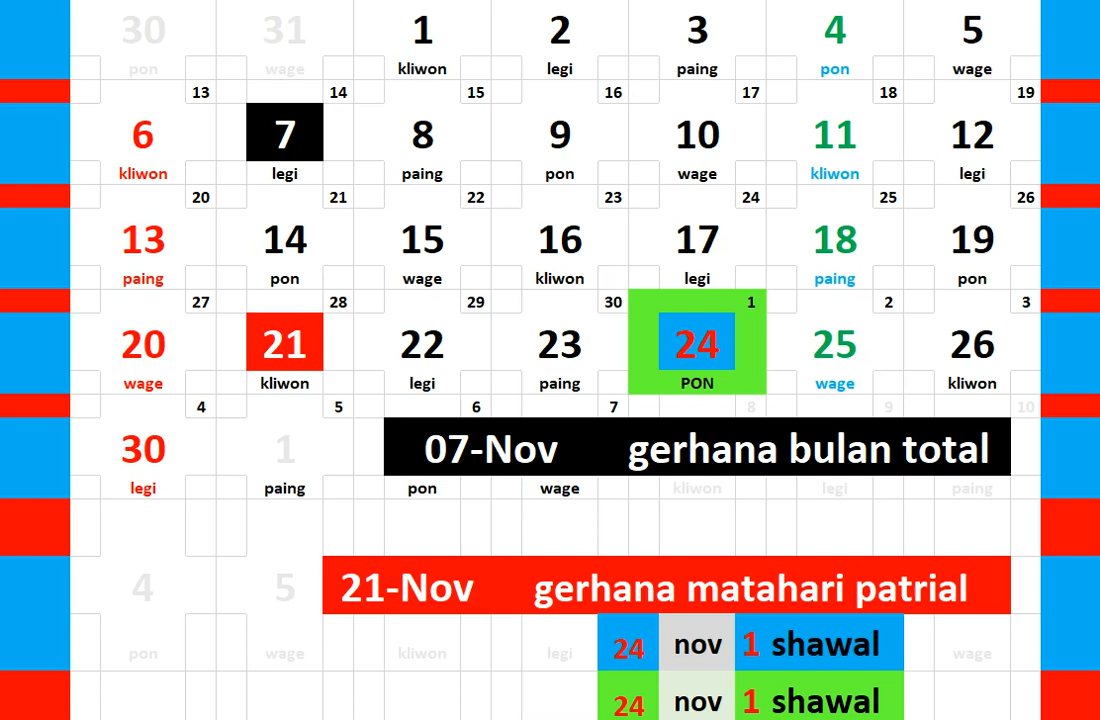 30 31 1 2 3 4 5
pon wage kliwon legi paing pon wage
13 14 15 16 17 18 19
6 7 8 9 10 11 12
kliwon legi paing pon wage kliwon legi
20 21 22 23 24 25 26
13 14 15 16 17 18 19
paing pon wage kliwon legi paing pon
27 28 29 30 1 2 3
20 21 22 23 24 25 26
wage kliwon legi paing PON wage kliwon
4 5 6 7 8 9 10
30 1 07-Nov gerhana bulan total
legi paing pon wage kliwon legi paing
4 5 21-Nov gerhana matahari patrial
24 nov 1 shawal
pon wage kliwon legi wage
24 nov 1 shawal